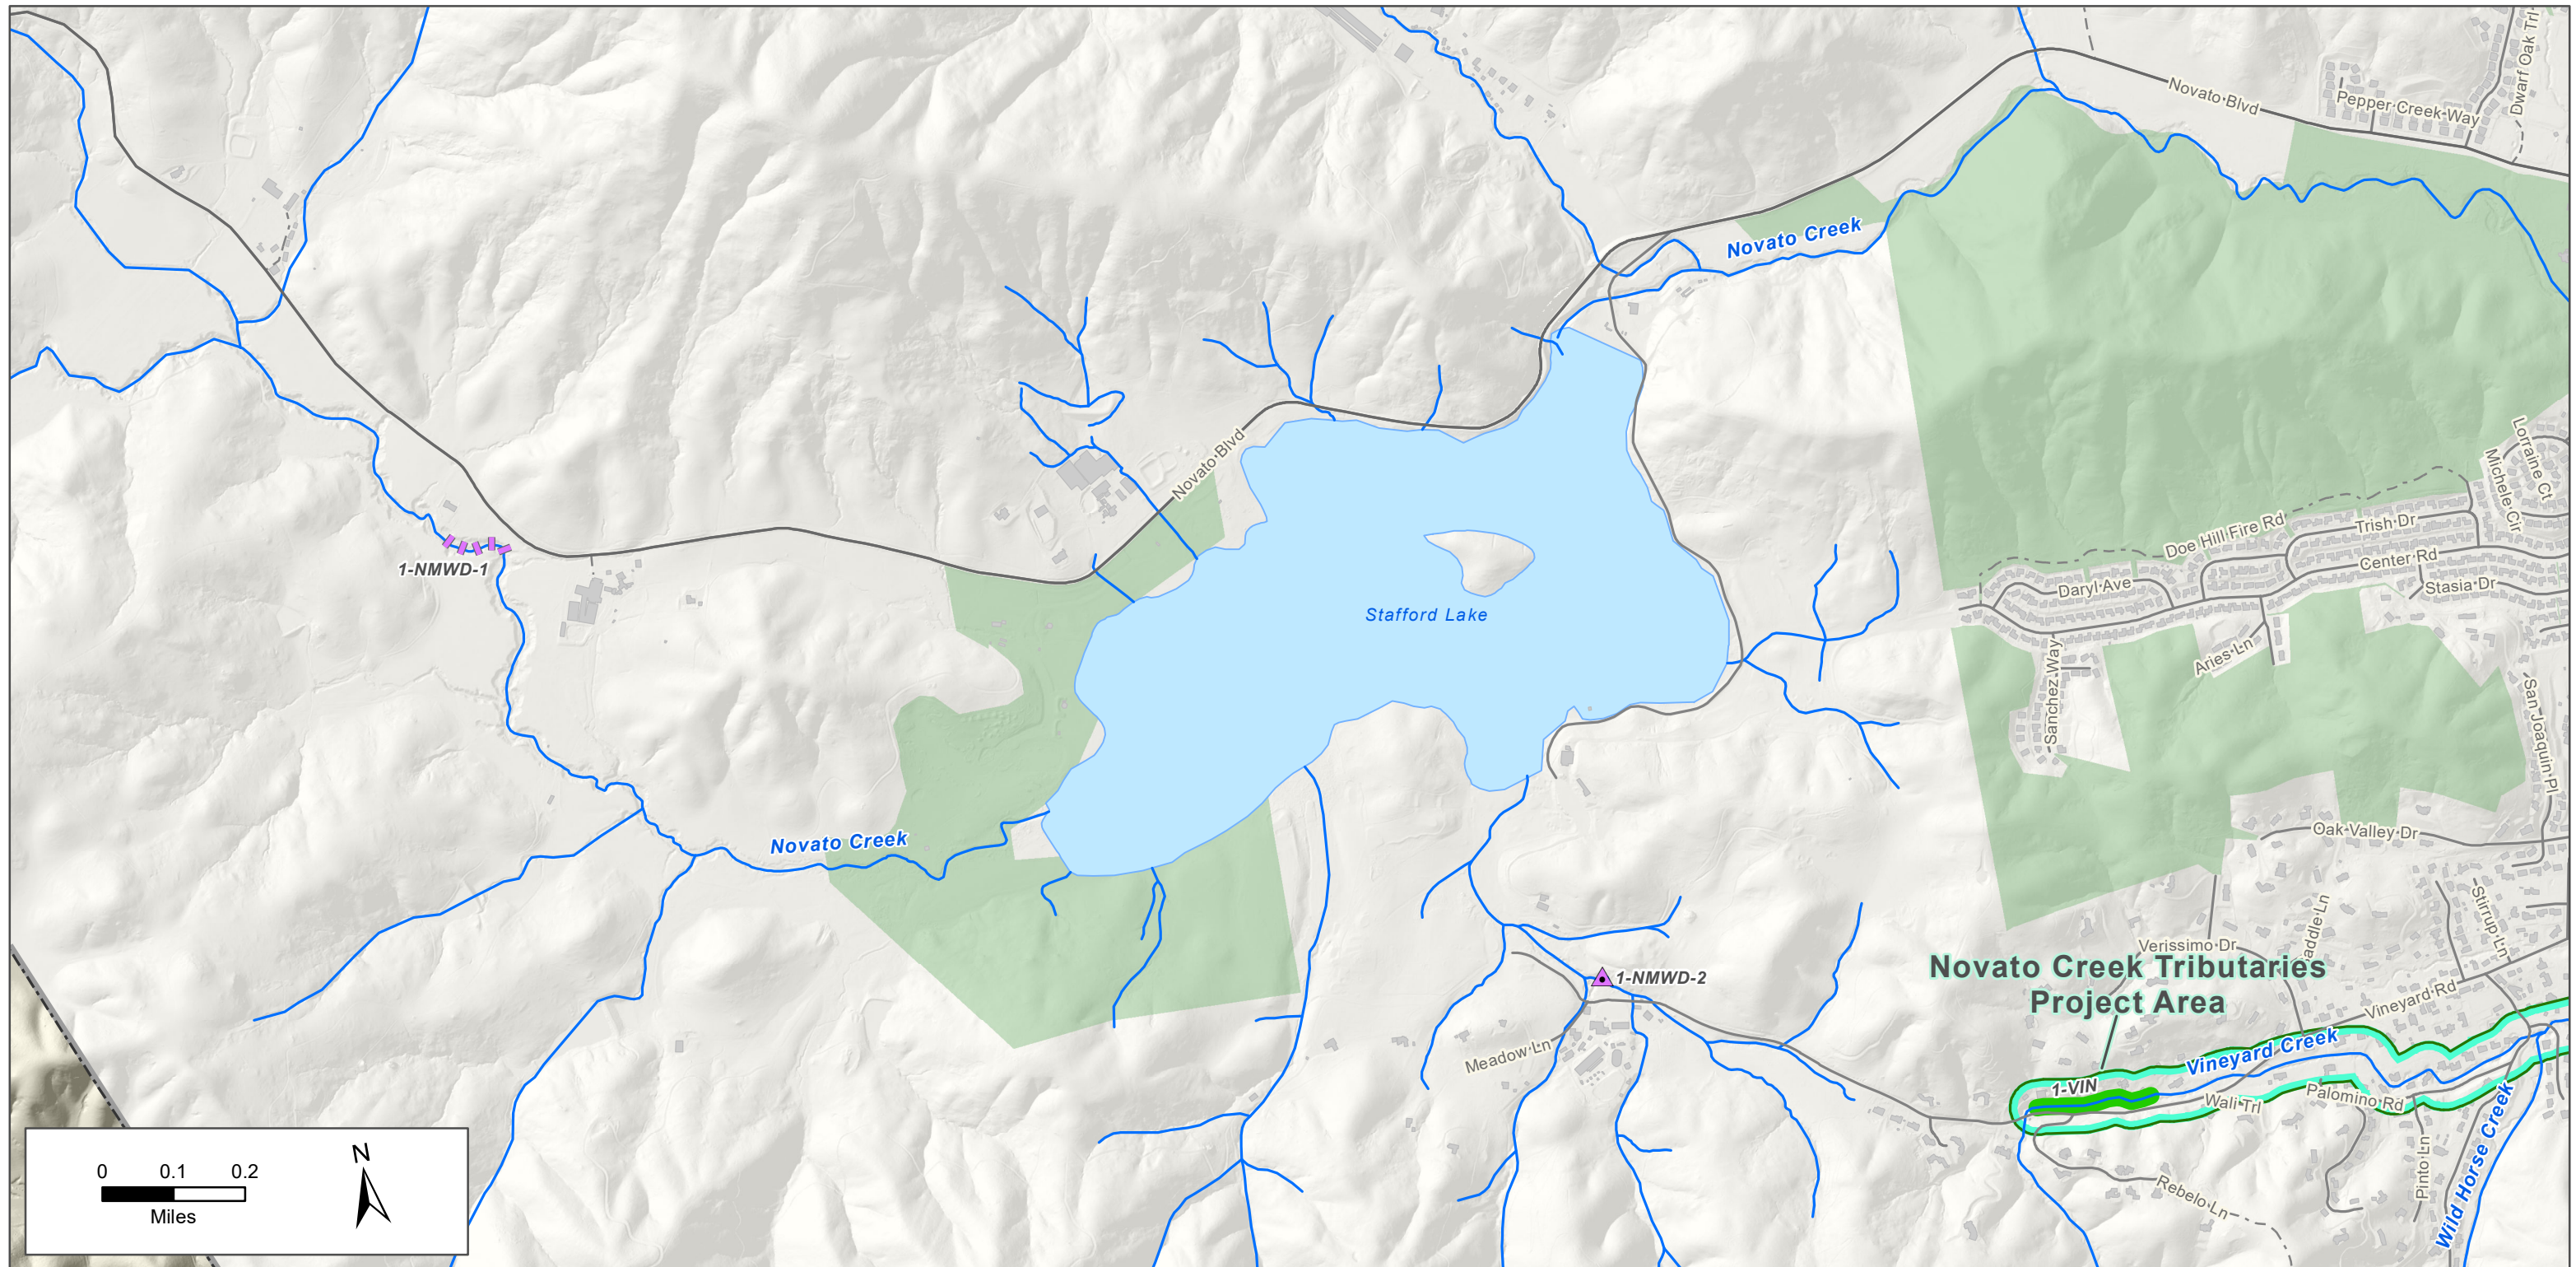 Dwarf Oak Trl
Novato Blvd
Pepper Creek Way
Novato Creek
Novato Blvd
Lorraine Ct
Michele Cir
Doe Hill Fire Rd
Trish Dr
Center Rd
Stasia Dr
Daryl Ave
1-NMWD-1
Stafford Lake
Aries Ln
Sanchez Way
San Joaquin Pl
Oak Valley Dr
Novato Creek
Stirrup Ln
addle Ln
Verissimo Dr
Novato Creek Tributaries
Project Area
1-NMWD-2
Vineyard Rd
Meadow Ln
Vineyard Creek
1-VIN
Wali Trl
Palomino Rd
Pinto Ln
Wild Horse Creek
Rebelo Ln
N
0 0.1 0.2
Miles